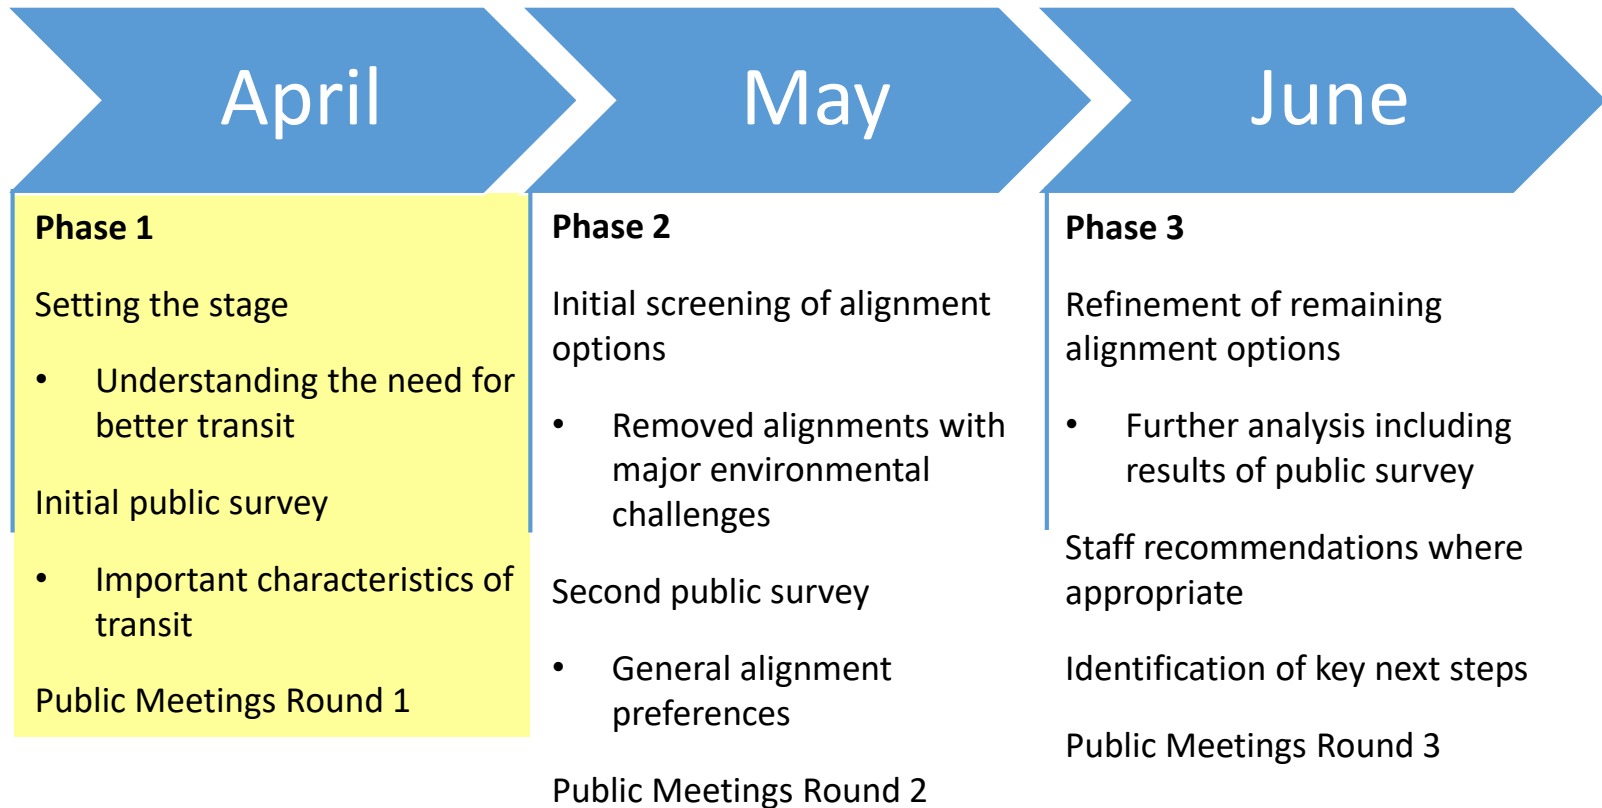 April
May
June
Phase 1
Setting the stage
• Understanding the need for
better transit
Initial public survey
• Important characteristics of
transit
Public Meetings Round 1
Phase 2
Initial screening of alignment
options
• Removed alignments with
major environmental
challenges
Second public survey
• General alignment
preferences
Public Meetings Round 2
Phase 3
Refinement of remaining
alignment options
• Further analysis including
results of public survey
Staff recommendations where
appropriate
Identification of key next steps
Public Meetings Round 3